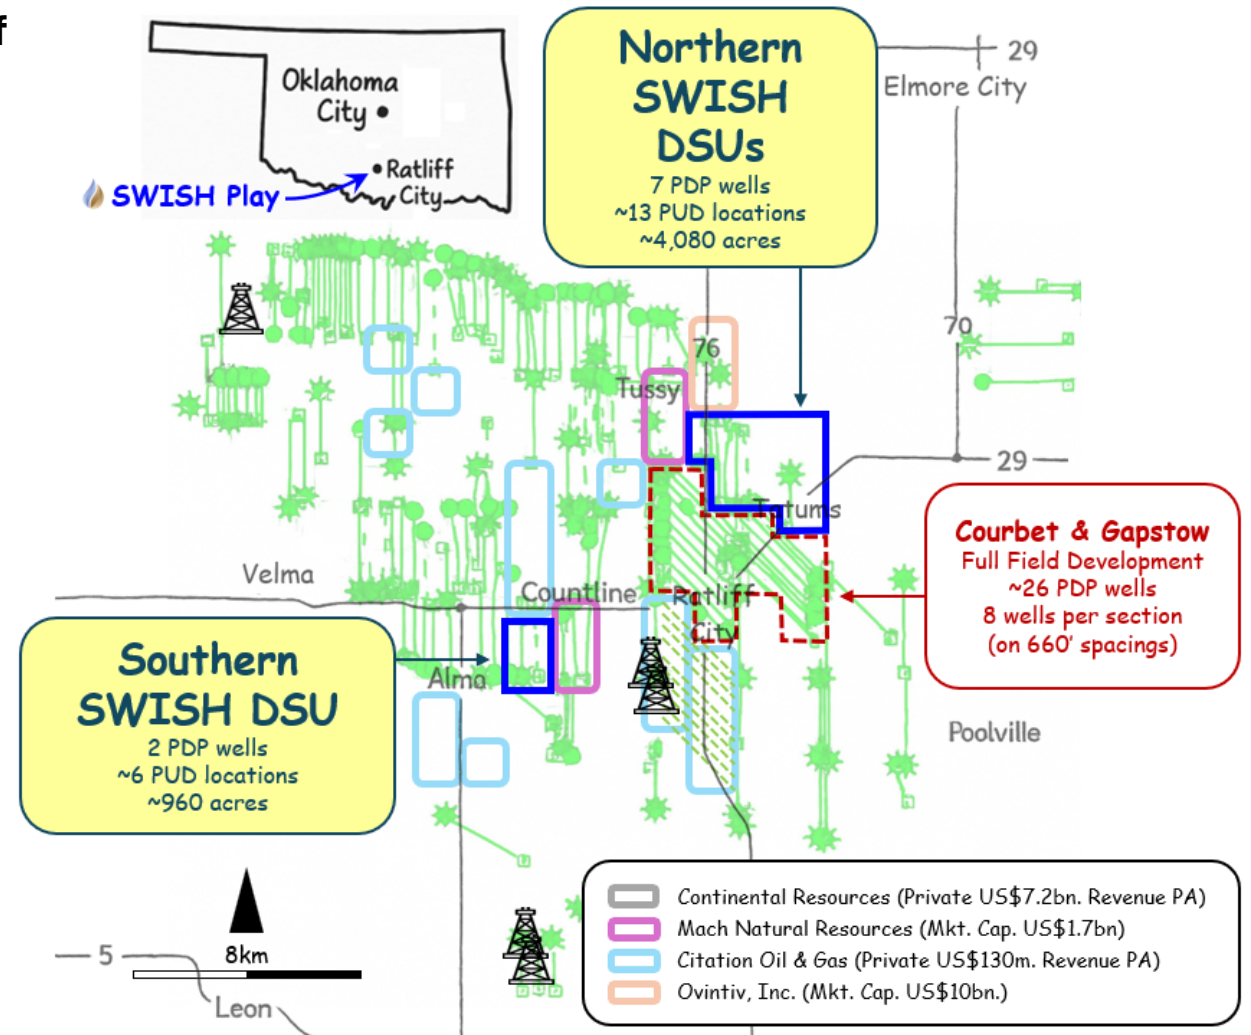 f
Oklahoma
City
Ratliff
City
SWISH Play
Northern
SWISH
DSUs
7 PDP wells
~13 PUD locations
~4,080 acres
29
Elmore City
70
76
Tussy
29
Tatums
Courbet & Gapstow
Full Field Development
~26 PDP wells
8 wells per section
(on 660' spacings)
Velma
Countline
Ratliff
City
Southern
SWISH DSU
2 PDP wells
~6 PUD locations
~960 acres
Alma
Poolville
8km
5
Leon
Continental Resources (Private US$7.2bn. Revenue PA)
Mach Natural Resources (Mkt. Cap. US$1.7bn)
Citation Oil & Gas (Private US$130m. Revenue PA)
Ovintiv, Inc. (Mkt. Cap. US$10bn.)